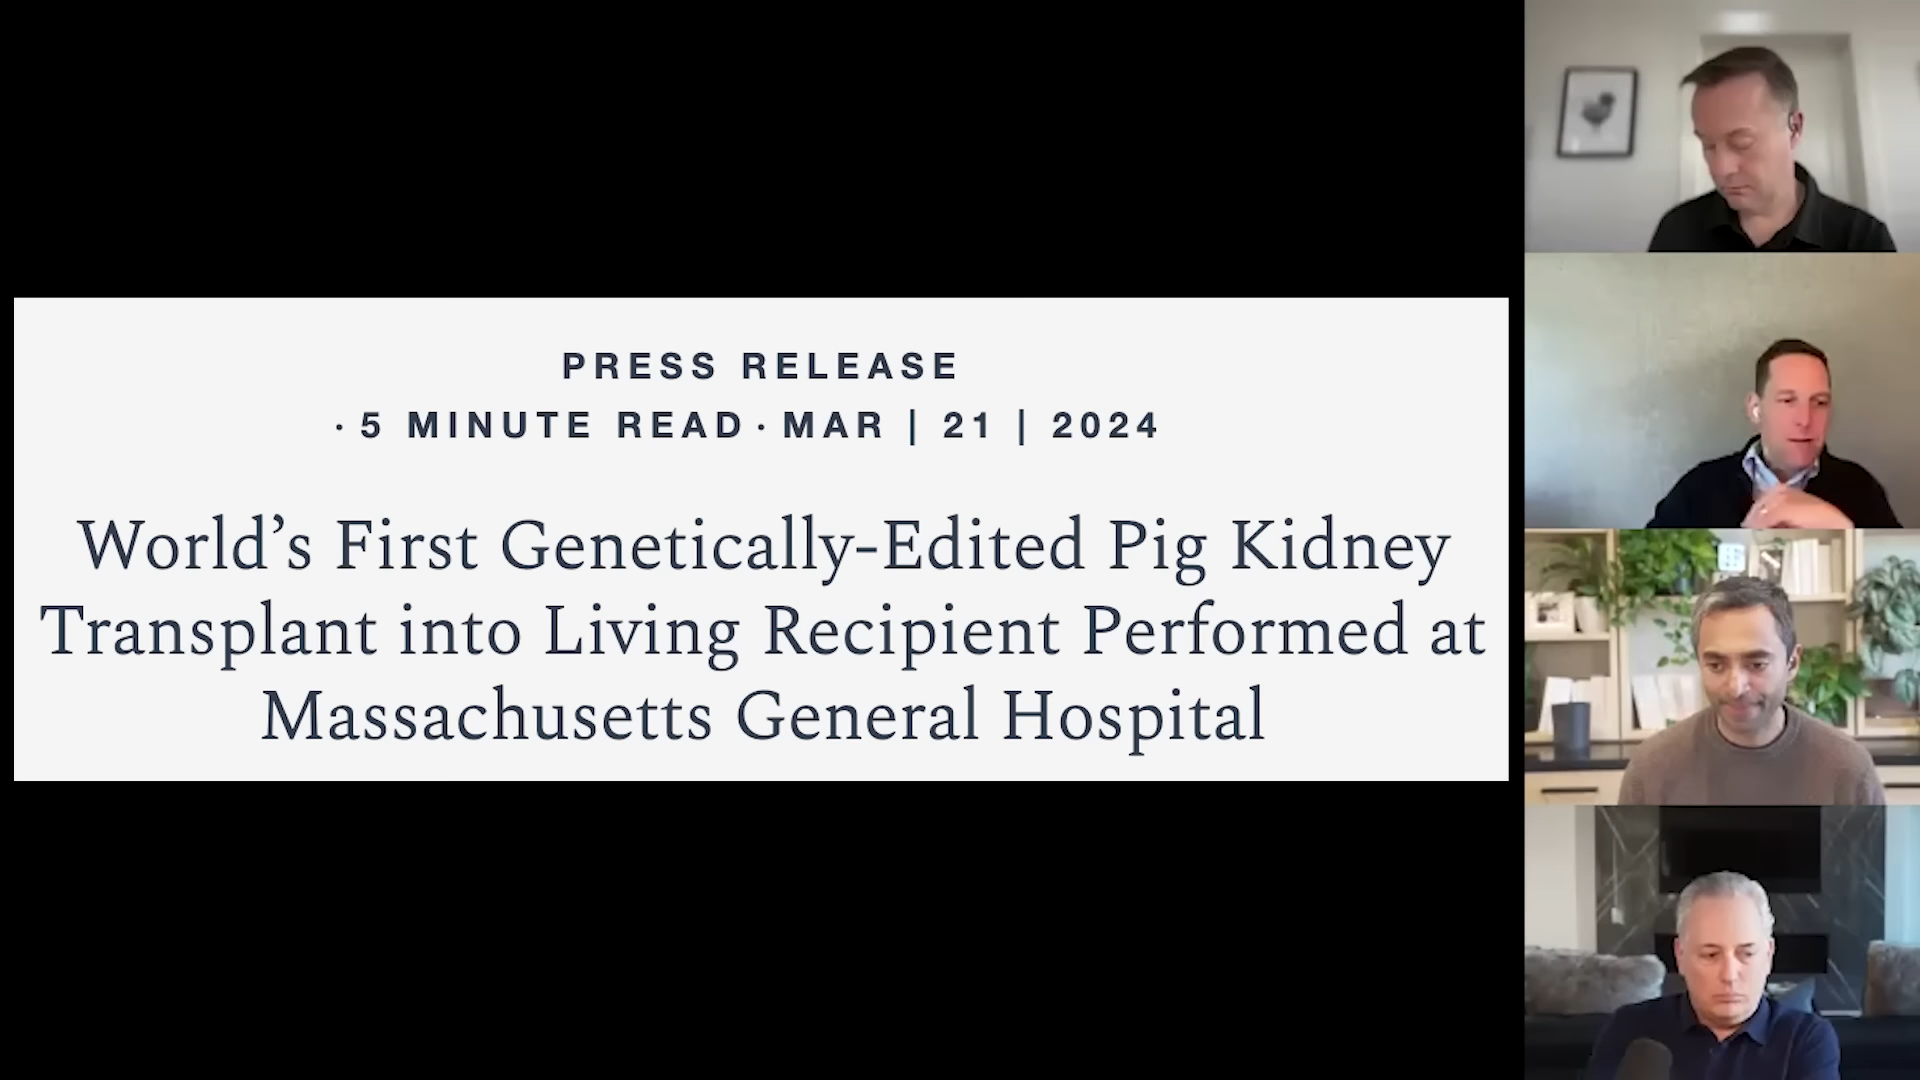 PRESS RELEASE
· 5 MINUTE READ · MAR | 21 | 2024
World’s First Genetically-Edited Pig Kidney
Transplant into Living Recipient Performed at
Massachusetts General Hospital